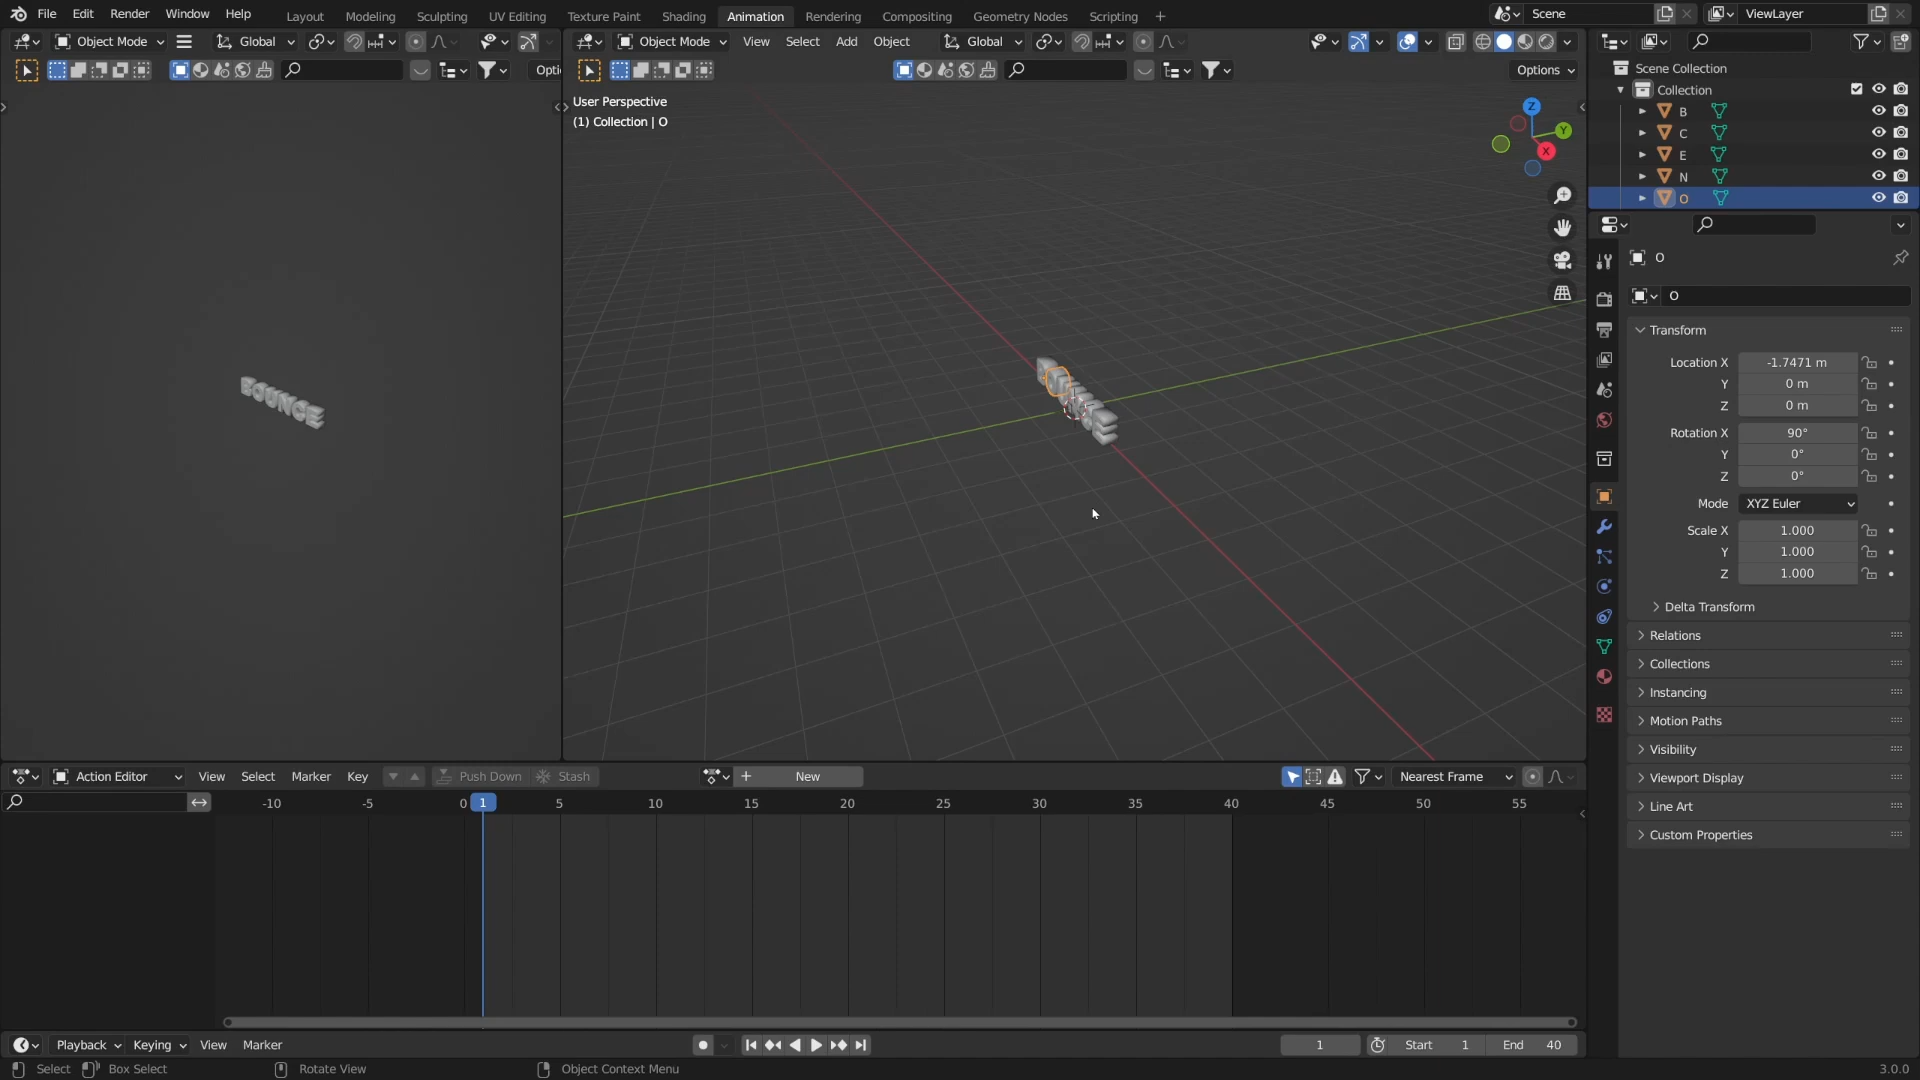 File Edit Render Window Help Layout Modeling Sculpting UV Editing Texture Paint Shading Animation Rendering Compositing Geometry Nodes Scripting + Scene ViewLayer
Object Mode Global Object Mode View Select Add Object Global
Opti Options
User Perspective
(1) Collection | O
Z
Y
X
BOUNCE
Scene Collection
Collection
B
C
E
N
O
O
O
Transform
Location X -1.7471 m
Y 0 m
Z 0 m
Rotation X 90°
Y 0°
Z 0°
Mode XYZ Euler
Scale X 1.000
Y 1.000
Z 1.000
Delta Transform
Relations
Collections
Instancing
Motion Paths
Visibility
Viewport Display
Line Art
Custom Properties
Action Editor View Select Marker Key Push Down Stash + New Nearest Frame
-10 -5 0 1 5 10 15 20 25 30 35 40 45 50 55
Playback Keying View Marker 1 Start 1 End 40
Select Box Select Rotate View Object Context Menu 3.0.0